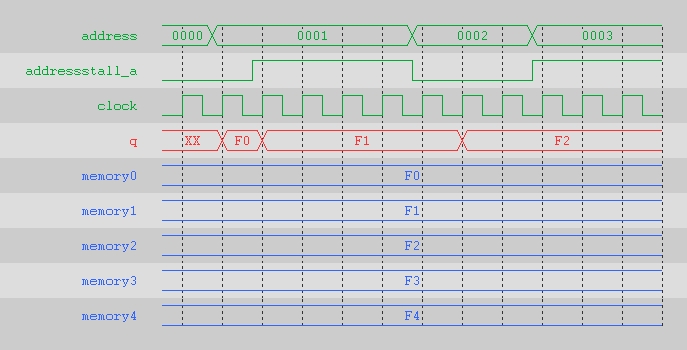 address 0000 0001 0002 0003
addressstall_a
clock
q XX F0 F1 F2
memory0 F0
memory1 F1
memory2 F2
memory3 F3
memory4 F4